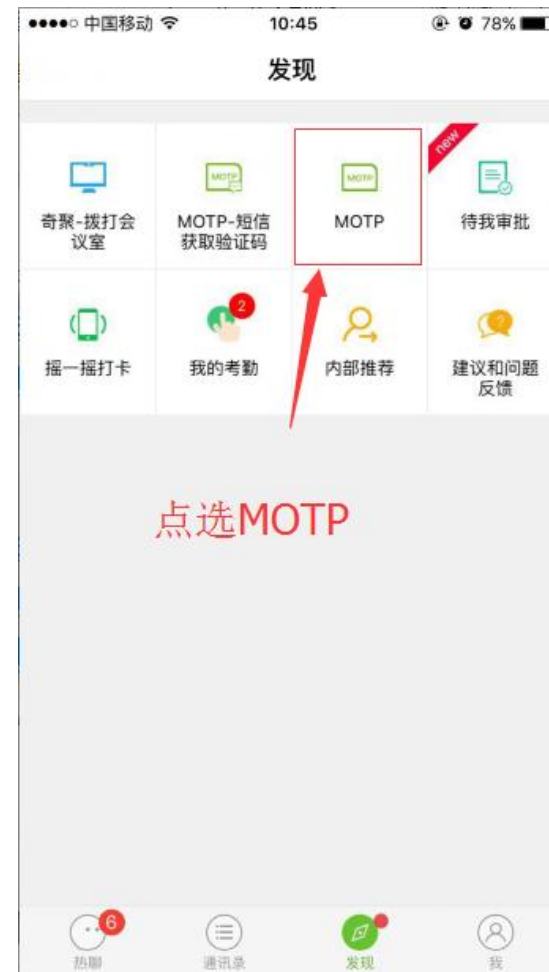 中国移动 10:45 78%
发现
new
MOTP MOTP
奇聚-拨打会议室
MOTP-短信获取验证码
MOTP
待我审批
2
摇一摇打卡
我的考勤
内部推荐
建议和问题反馈
点选MOTP
6
热聊 通讯录 发现 我